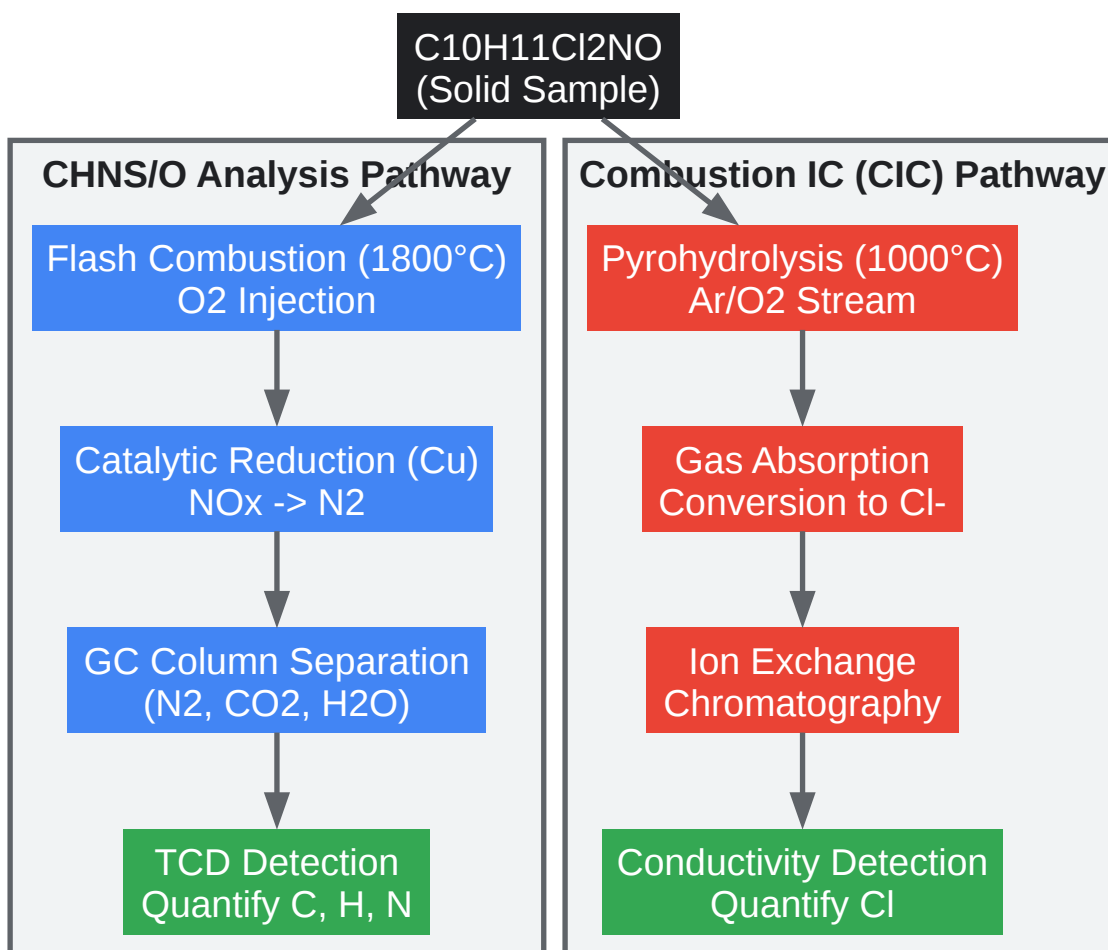 C10H11Cl2NO
(Solid Sample)
CHNS/O Analysis Pathway
Flash Combustion (1800°C)
O2 Injection
Catalytic Reduction (Cu)
NOx -> N2
GC Column Separation
(N2, CO2, H2O)
TCD Detection
Quantify C, H, N
Combustion IC (CIC) Pathway
Pyrohydrolysis (1000°C)
Ar/O2 Stream
Gas Absorption
Conversion to Cl-
Ion Exchange
Chromatography
Conductivity Detection
Quantify Cl